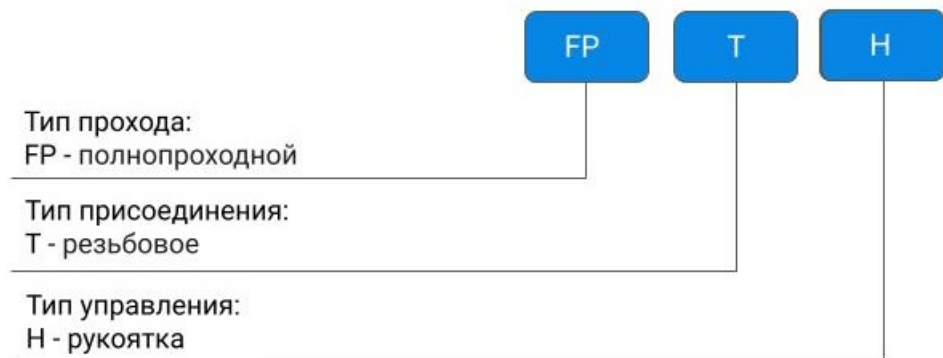 FP T H
Тип прохода:
FP - полнопроходной
Тип присоединения:
Т - резьбовое
Тип управления:
Н - рукоятка